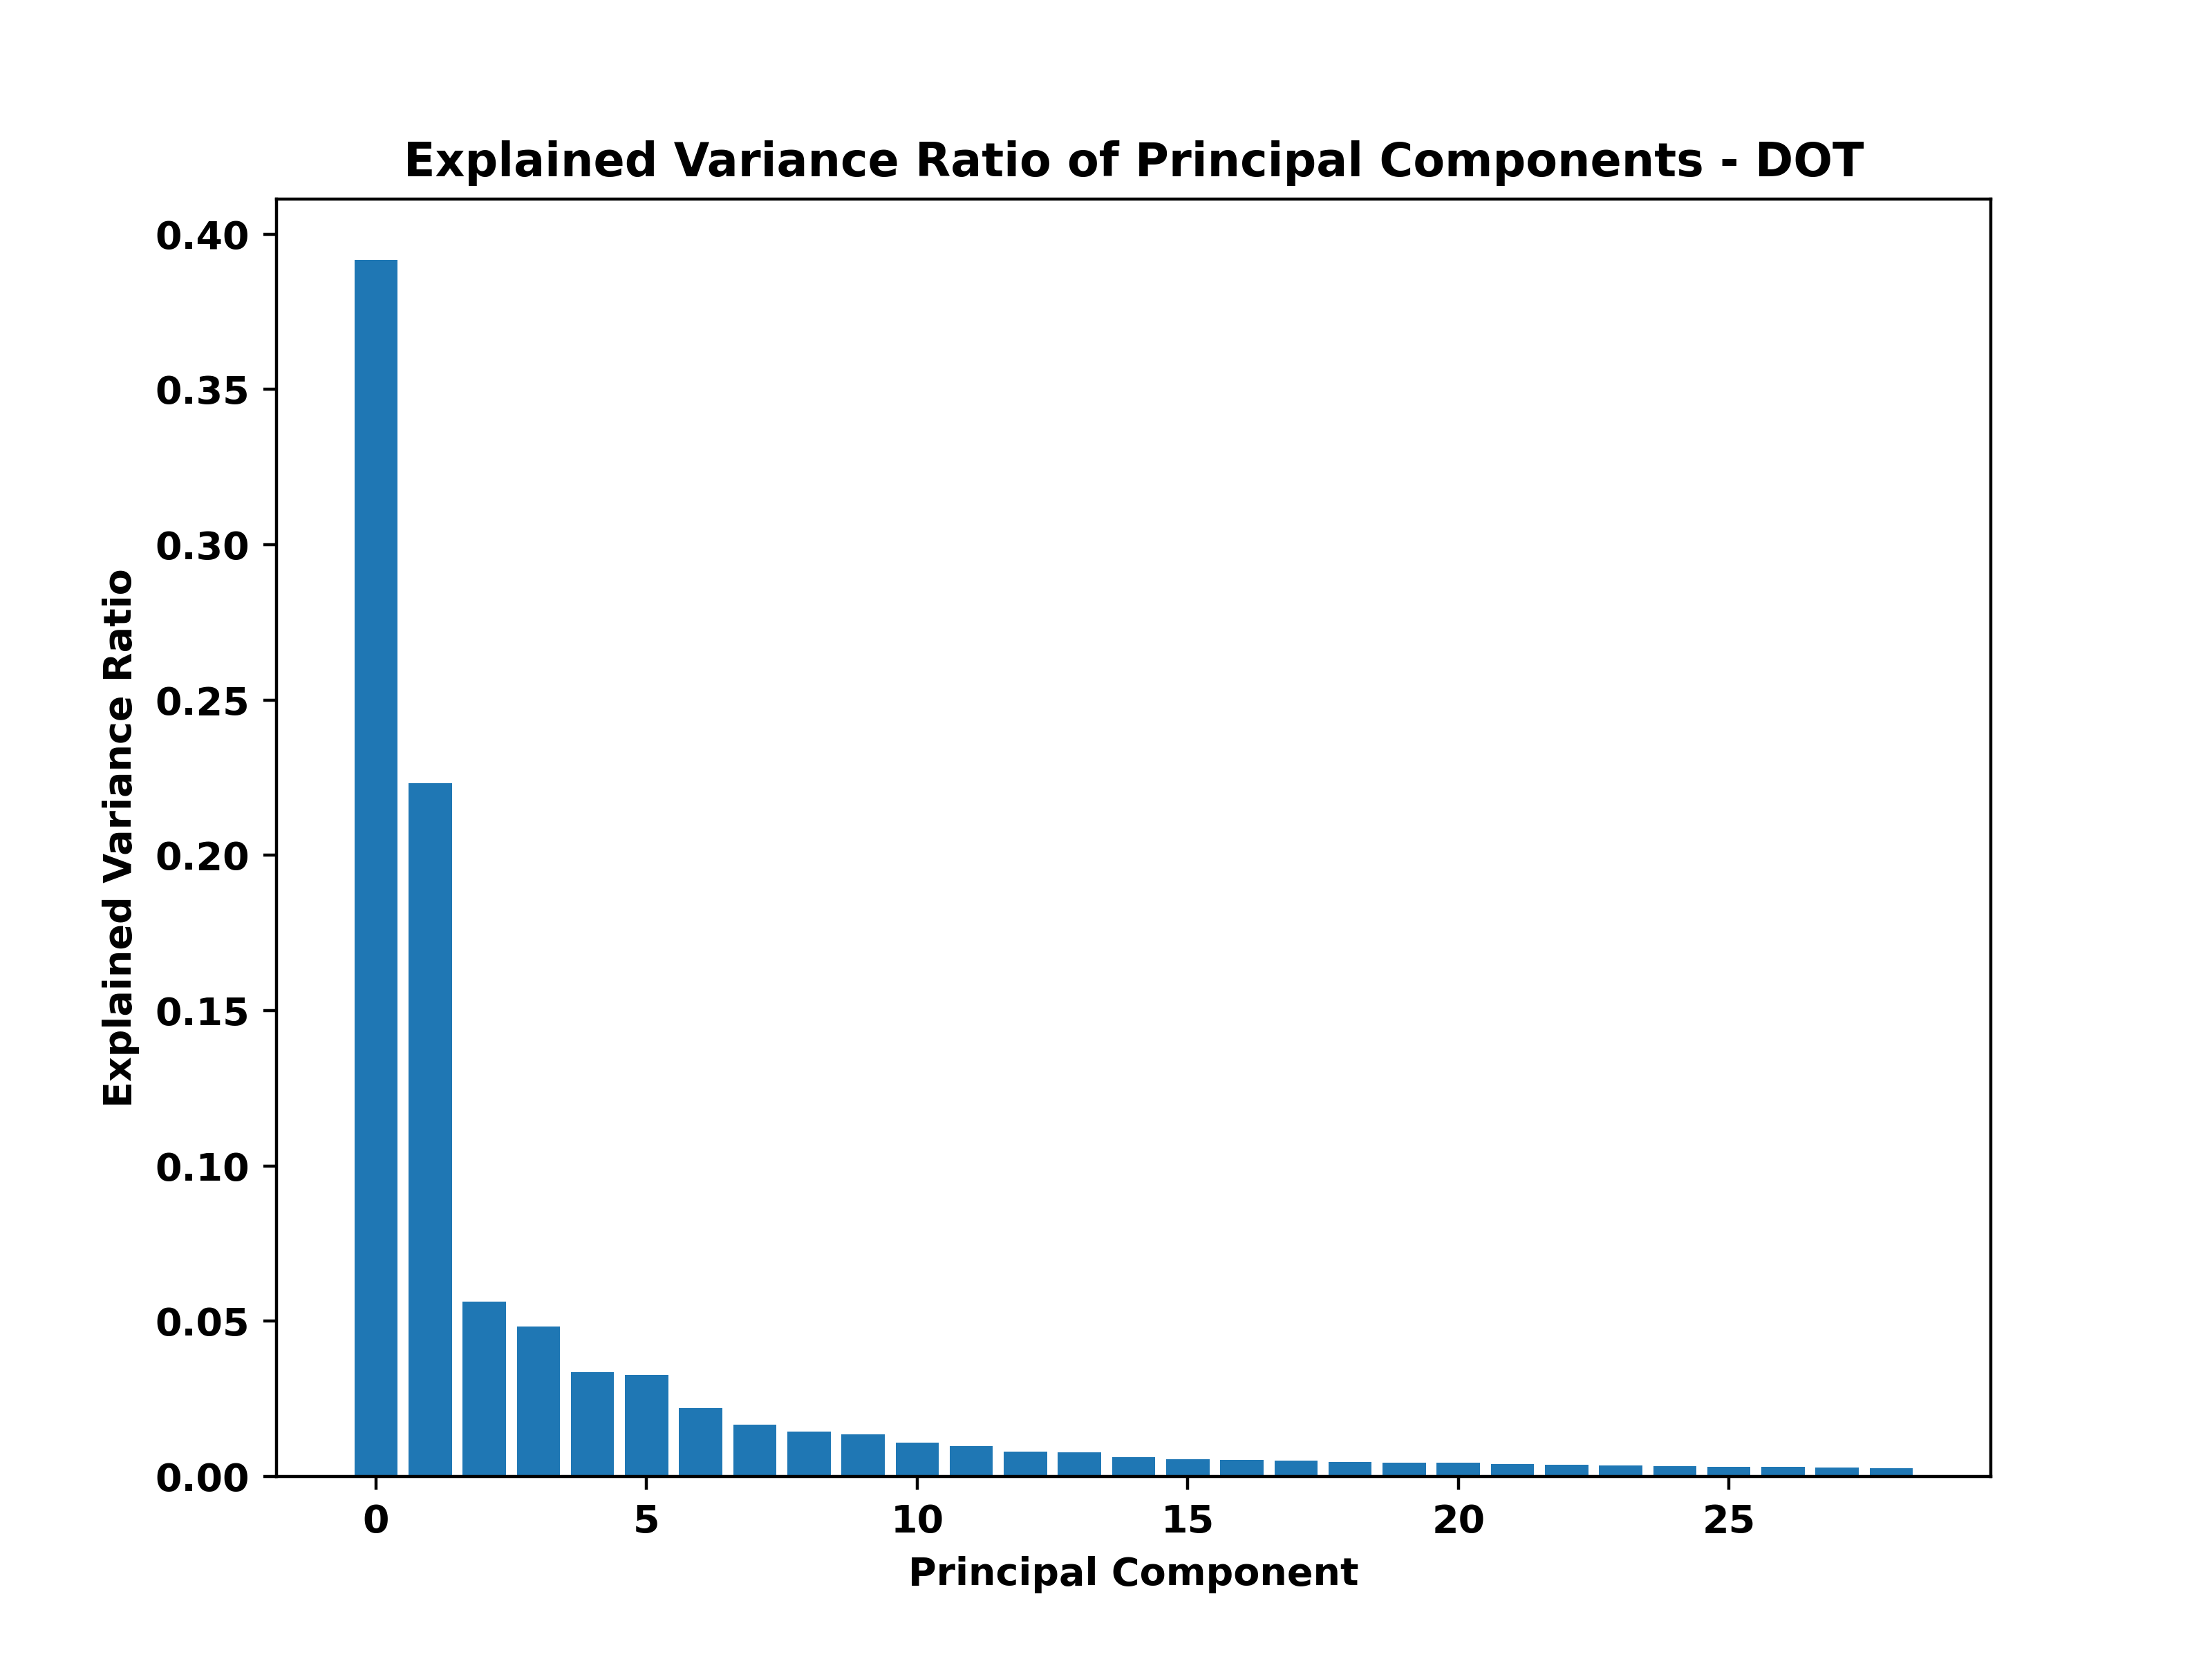 Explained Variance Ratio of Principal Components - DOT
Explained Variance Ratio
0.40
0.35
0.30
0.25
0.20
0.15
0.10
0.05
0.00
0 5 10 15 20 25
Principal Component